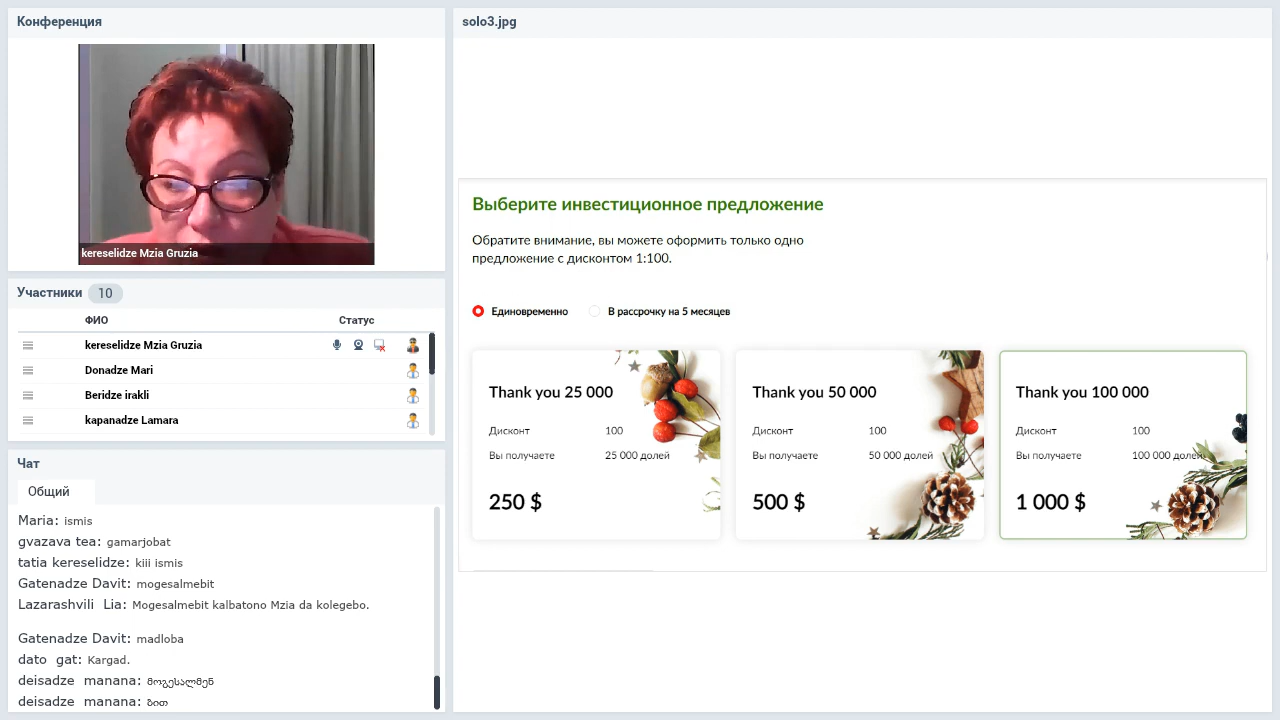 Конференция
kereselidze Mzia Gruzia
Участники 10
ФИО Статус
kereselidze Mzia Gruzia
Donadze Mari
Beridze irakli
kapanadze Lamara
Чат
Общий
Maria: ismis
gvazava tea: gamarjobat
tatia kereselidze: kiii ismis
Gatenadze Davit: mogesalmebit
Lazarashvili Lia: Mogesalmebit kalbatono Mzia da kolegebo.
Gatenadze Davit: madloba
dato gat: Kargad.
deisadze manana: მოგესალმენ
deisadze manana: ბით
solo3.jpg
Выберите инвестиционное предложение
Обратите внимание, вы можете оформить только одно
предложение с дисконтом 1:100.
Единовременно В рассрочку на 5 месяцев
Thank you 25 000
Дисконт 100
Вы получаете 25 000 долей
250 $
Thank you 50 000
Дисконт 100
Вы получаете 50 000 долей
500 $
Thank you 100 000
Дисконт 100
Вы получаете 100 000 долей
1 000 $